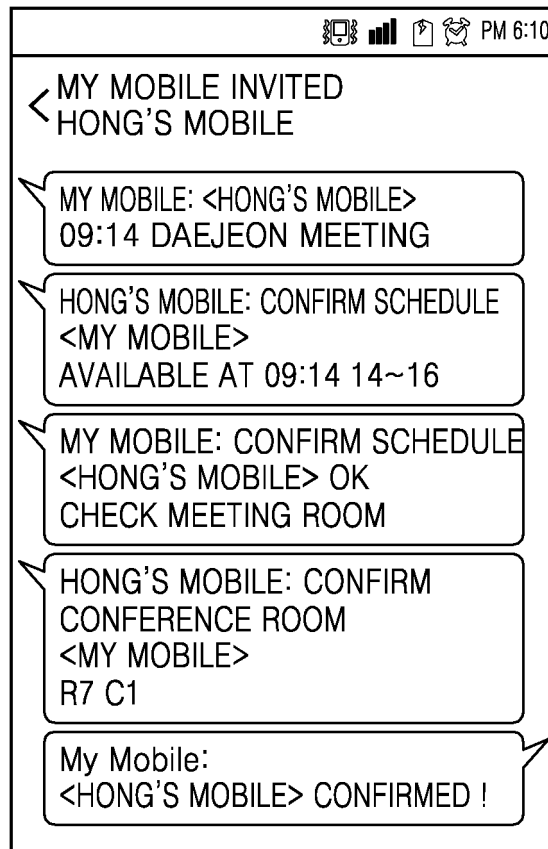 PM 6:10
MY MOBILE INVITED
HONG'S MOBILE
MY MOBILE: <HONG'S MOBILE>
09:14 DAEJEON MEETING
HONG'S MOBILE: CONFIRM SCHEDULE
<MY MOBILE>
AVAILABLE AT 09:14 14~16
MY MOBILE: CONFIRM SCHEDULE
<HONG'S MOBILE> OK
CHECK MEETING ROOM
HONG'S MOBILE: CONFIRM
CONFERENCE ROOM
<MY MOBILE>
R7 C1
My Mobile:
<HONG'S MOBILE> CONFIRMED !